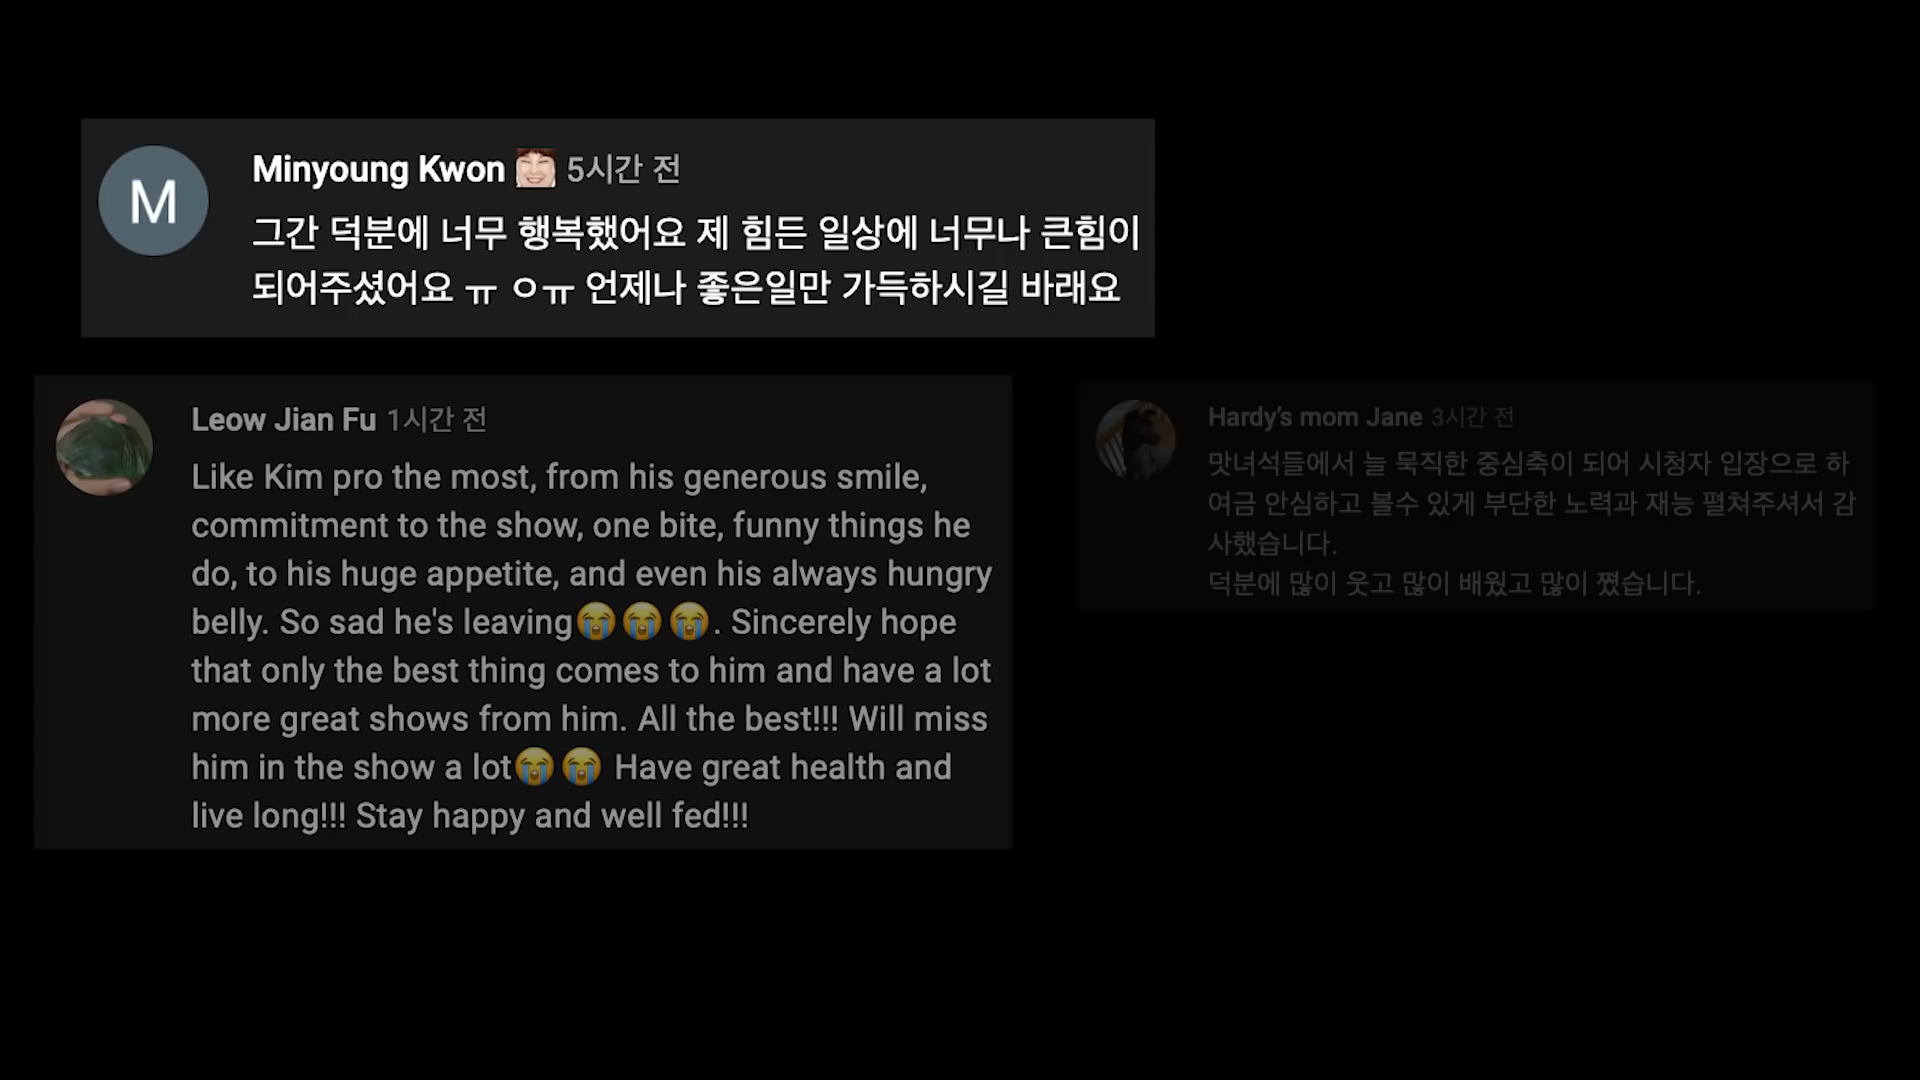 M
Minyoung Kwon 5시간 전
그간 덕분에 너무 행복했어요 제 힘든 일상에 너무나 큰힘이
되어주셨어요 ㅠ ㅇㅠ 언제나 좋은일만 가득하시길 바래요
Leow Jian Fu 1시간 전
Like Kim pro the most, from his generous smile,
commitment to the show, one bite, funny things he
do, to his huge appetite, and even his always hungry
belly. So sad he's leaving😭😭😭. Sincerely hope
that only the best thing comes to him and have a lot
more great shows from him. All the best!!! Will miss
him in the show a lot😭😭 Have great health and
live long!!! Stay happy and well fed!!!
Hardy's mom Jane 3시간 전
맛녀석들에서 늘 묵직한 중심축이 되어 시청자 입장으로 하
여금 안심하고 볼수 있게 부단한 노력과 재능 펼쳐주셔서 감
사했습니다.
덕분에 많이 웃고 많이 배웠고 많이 쪘습니다.